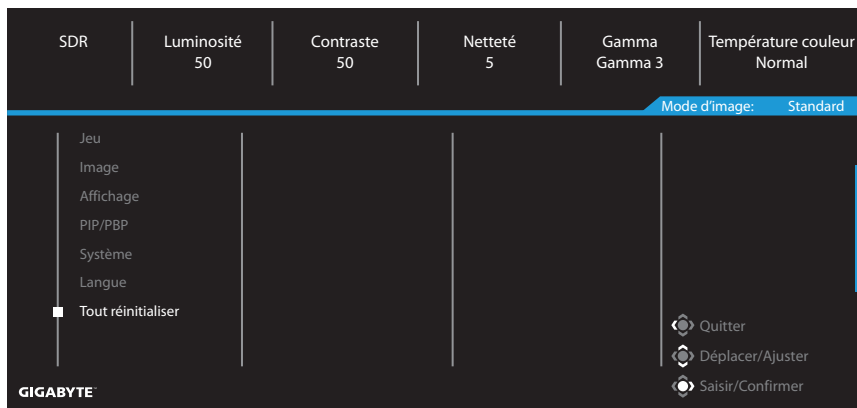 SDR
Luminosité
50
Contraste
50
Netteté
5
Gamma
Gamma 3
Température couleur
Normal
Mode d'image: Standard
Jeu
Image
Affichage
PIP/PBP
Système
Langue
Tout réinitialiser
Quitter
Déplacer/Ajuster
Saisir/Confirmer
GIGABYTE™